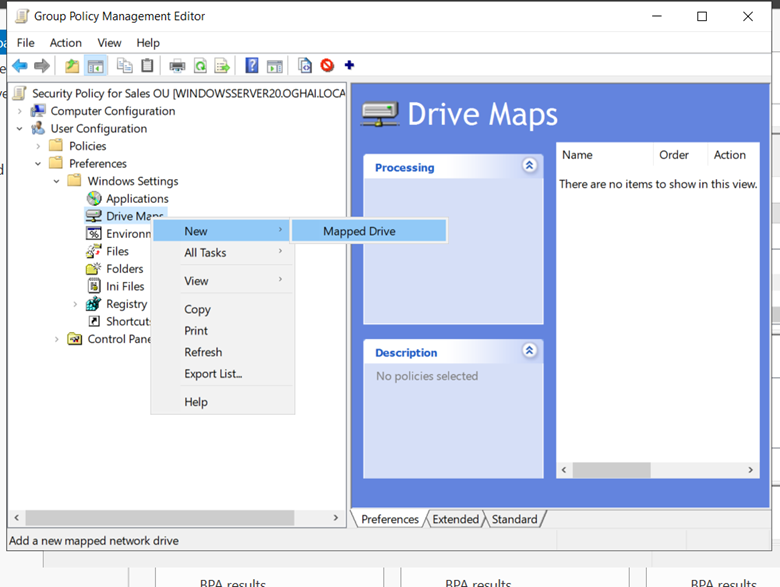 Group Policy Management Editor
File Action View Help
Security Policy for Sales OU [WINDOWSSERVER20.OGHAI.LOCA
Computer Configuration
User Configuration
Policies
Preferences
Windows Settings
Applications
Drive Maps
Environm
Files
Folders
Ini Files
Registry
Shortcuts
Control Pane
New
All Tasks
View
Copy
Print
Refresh
Export List...
Help
Mapped Drive
Drive Maps
Processing
Description
No policies selected
Name Order Action
There are no items to show in this view.
Preferences Extended Standard
Add a new mapped network drive
BPA results
BPA results
BPA results